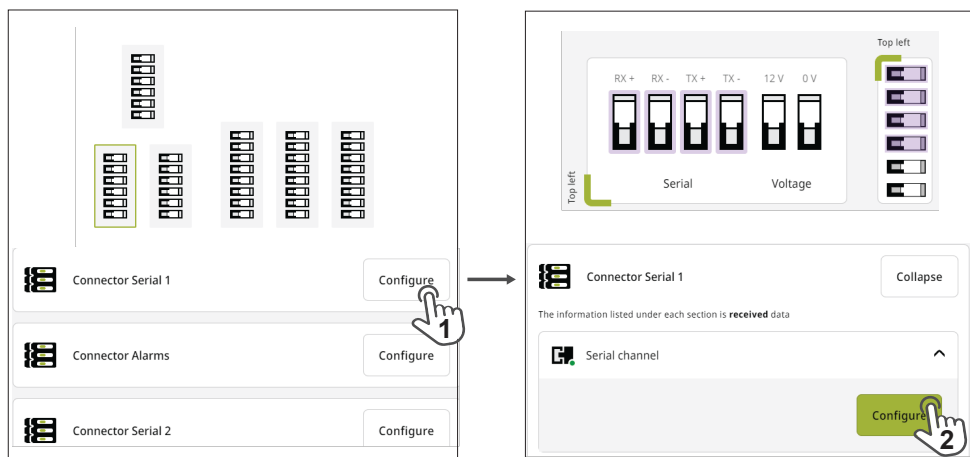 Connector Serial 1
Configure
1
Connector Alarms
Configure
Connector Serial 2
Configure
Top left
RX + RX - TX + TX - 12 V 0 V
Top left
Serial Voltage
Connector Serial 1
Collapse
The information listed under each section is received data
Serial channel
Configure
2